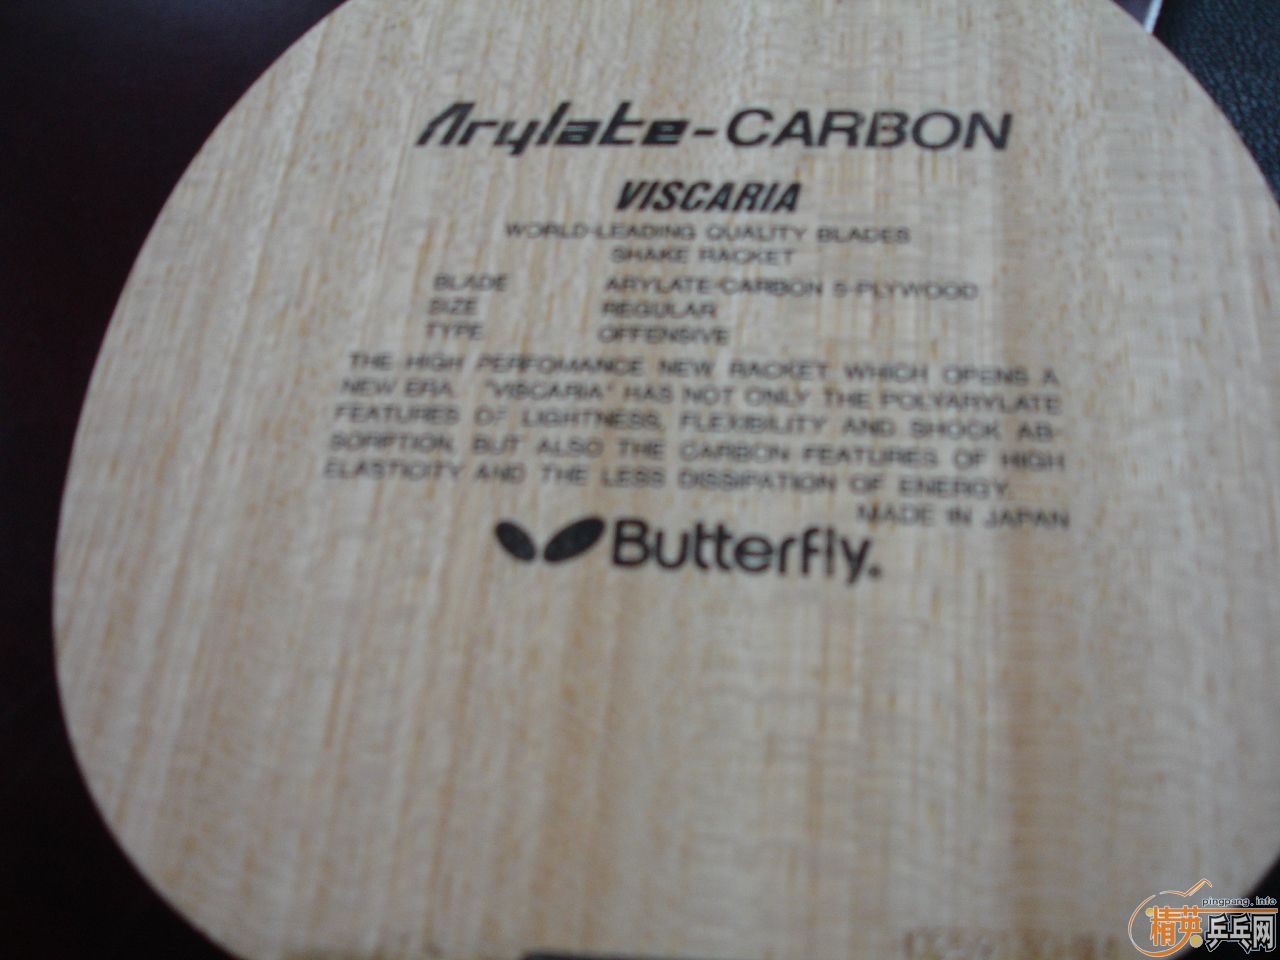 Arylate-CARBON
VISCARIA
WORLD-LEADING QUALITY BLADES
SHAKE RACKET
BLADE ARYLATE-CARBON 5-PLYWOOD
SIZE REGULAR
TYPE OFFENSIVE
THE HIGH PERFOMANCE NEW RACKET WHICH OPENS A
NEW ERA. "VISCARIA" HAS NOT ONLY THE POLYARYLATE
FEATURES OF LIGHTNESS, FLEXIBILITY AND SHOCK AB-
SORPTION, BUT ALSO THE CARBON FEATURES OF HIGH
ELASTICITY AND THE LESS DISSIPATION OF ENERGY.
MADE IN JAPAN
Butterfly.
pingpang.info
精英乒乓网